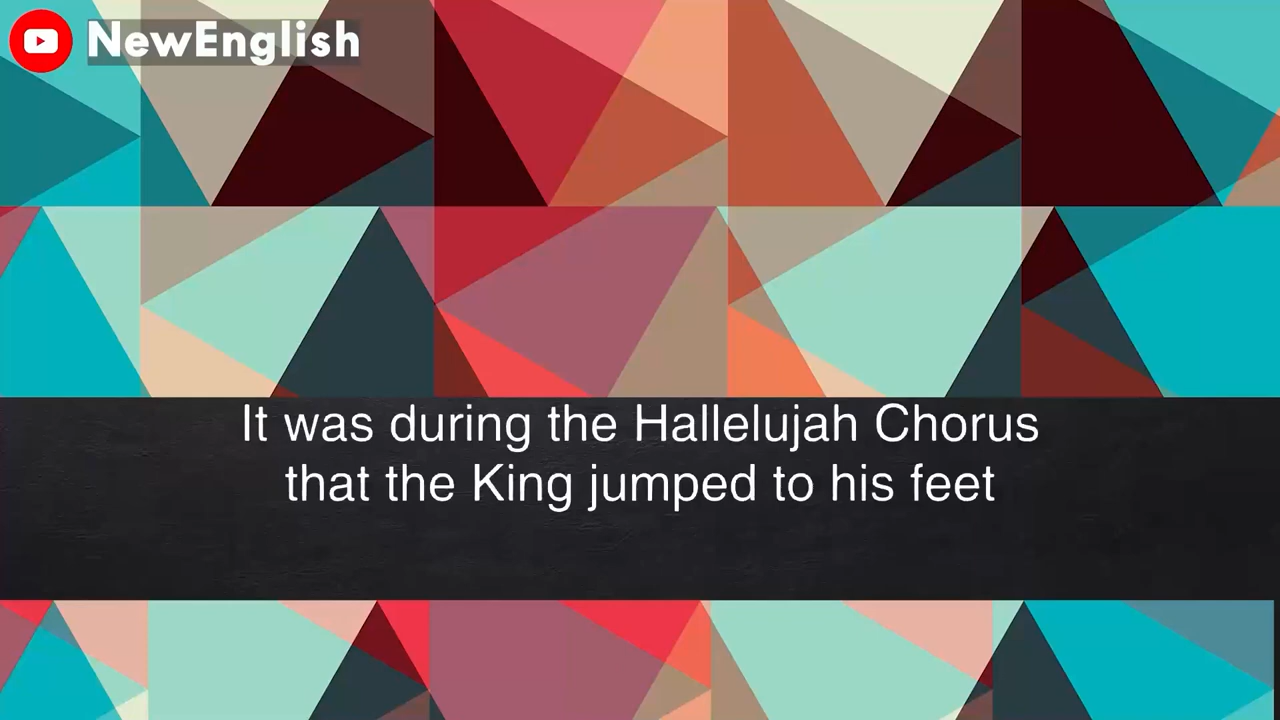 NewEnglish
It was during the Hallelujah Chorus
that the King jumped to his feet